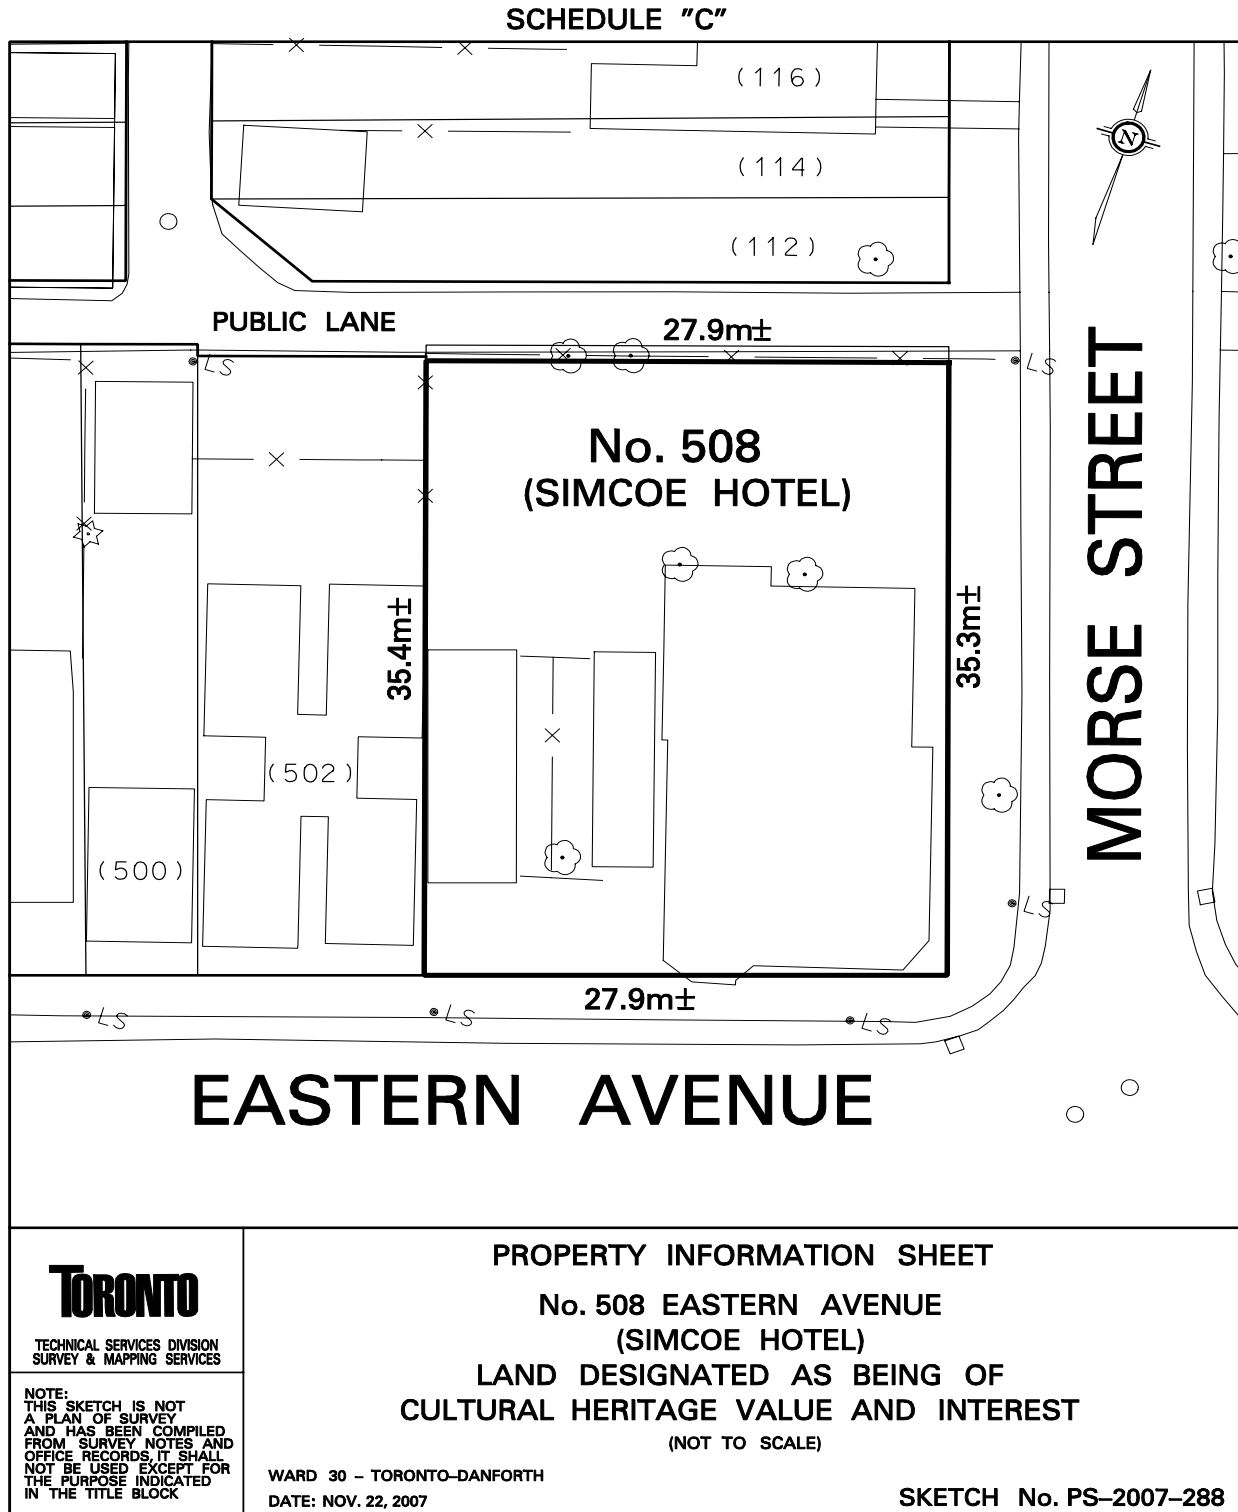 SCHEDULE "C"
(116)
(114)
(112)
N
PUBLIC LANE
27.9m±
LS
LS
No. 508
(SIMCOE HOTEL)
MORSE STREET
35.4m±
35.3m±
(502)
(500)
LS
27.9m±
LS
LS
LS
EASTERN AVENUE
TORONTO
TECHNICAL SERVICES DIVISION
SURVEY & MAPPING SERVICES
NOTE:
THIS SKETCH IS NOT
A PLAN OF SURVEY
AND HAS BEEN COMPILED
FROM SURVEY NOTES AND
OFFICE RECORDS, IT SHALL
NOT BE USED EXCEPT FOR
THE PURPOSE INDICATED
IN THE TITLE BLOCK
PROPERTY INFORMATION SHEET
No. 508 EASTERN AVENUE
(SIMCOE HOTEL)
LAND DESIGNATED AS BEING OF
CULTURAL HERITAGE VALUE AND INTEREST
(NOT TO SCALE)
WARD 30 – TORONTO–DANFORTH
DATE: NOV. 22, 2007
SKETCH No. PS–2007–288